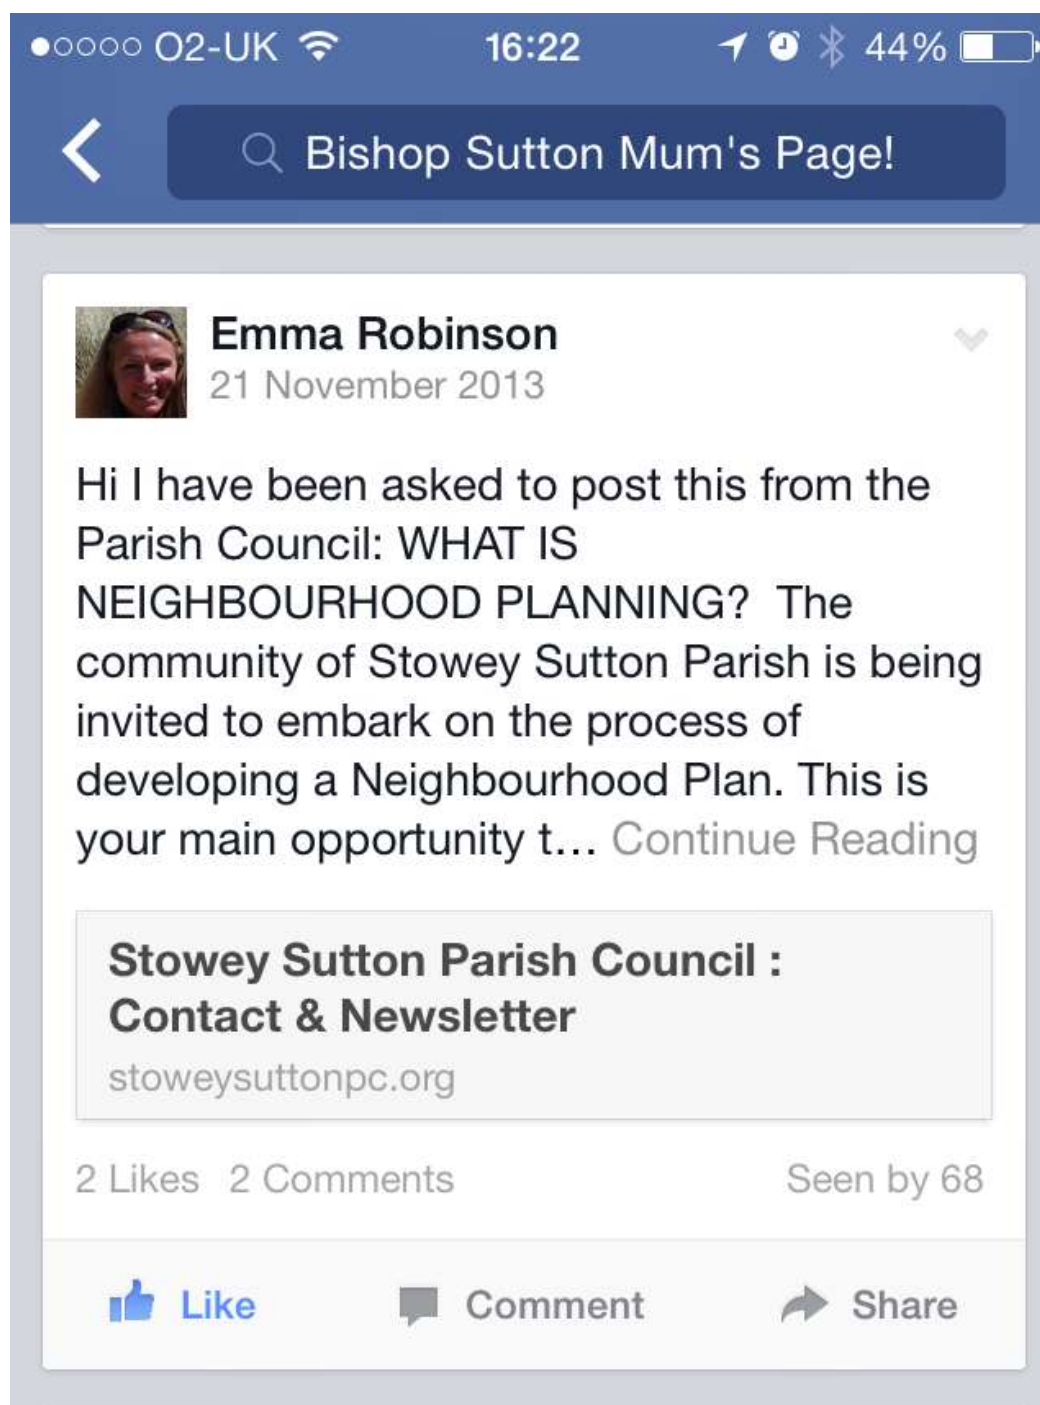 O2-UK 16:22 44%
Bishop Sutton Mum's Page!
Emma Robinson
21 November 2013
Hi I have been asked to post this from the
Parish Council: WHAT IS
NEIGHBOURHOOD PLANNING?  The
community of Stowey Sutton Parish is being
invited to embark on the process of
developing a Neighbourhood Plan. This is
your main opportunity t... Continue Reading
Stowey Sutton Parish Council :
Contact & Newsletter
stoweysuttonpc.org
2 Likes 2 Comments Seen by 68
Like Comment Share